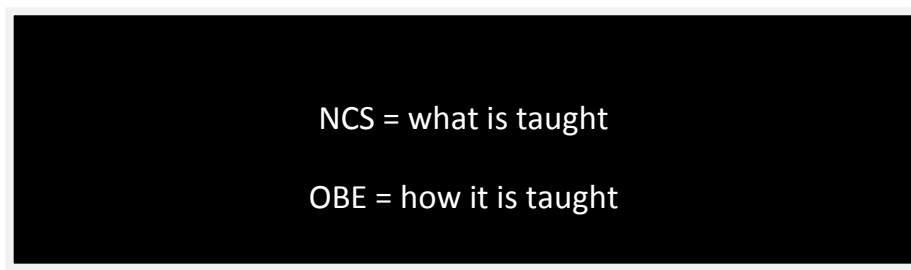 NCS = what is taught
OBE = how it is taught